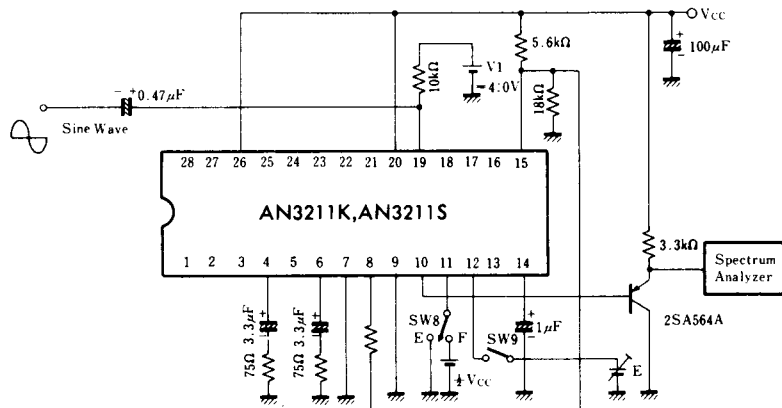 Vcc
5.6kΩ
100μF
+
-
10kΩ
V1
=4.0V
18kΩ
- + 0.47μF
Sine Wave
28 27 26 25 24 23 22 21 20 19 18 17 16 15
AN3211K,AN3211S
1 2 3 4 5 6 7 8 9 10 11 12 13 14
3.3kΩ
Spectrum
Analyzer
2SA564A
75Ω 3.3μF
+
-
75Ω 3.3μF
+
-
SW8
E
F
½Vcc
SW9
+
1μF
-
E